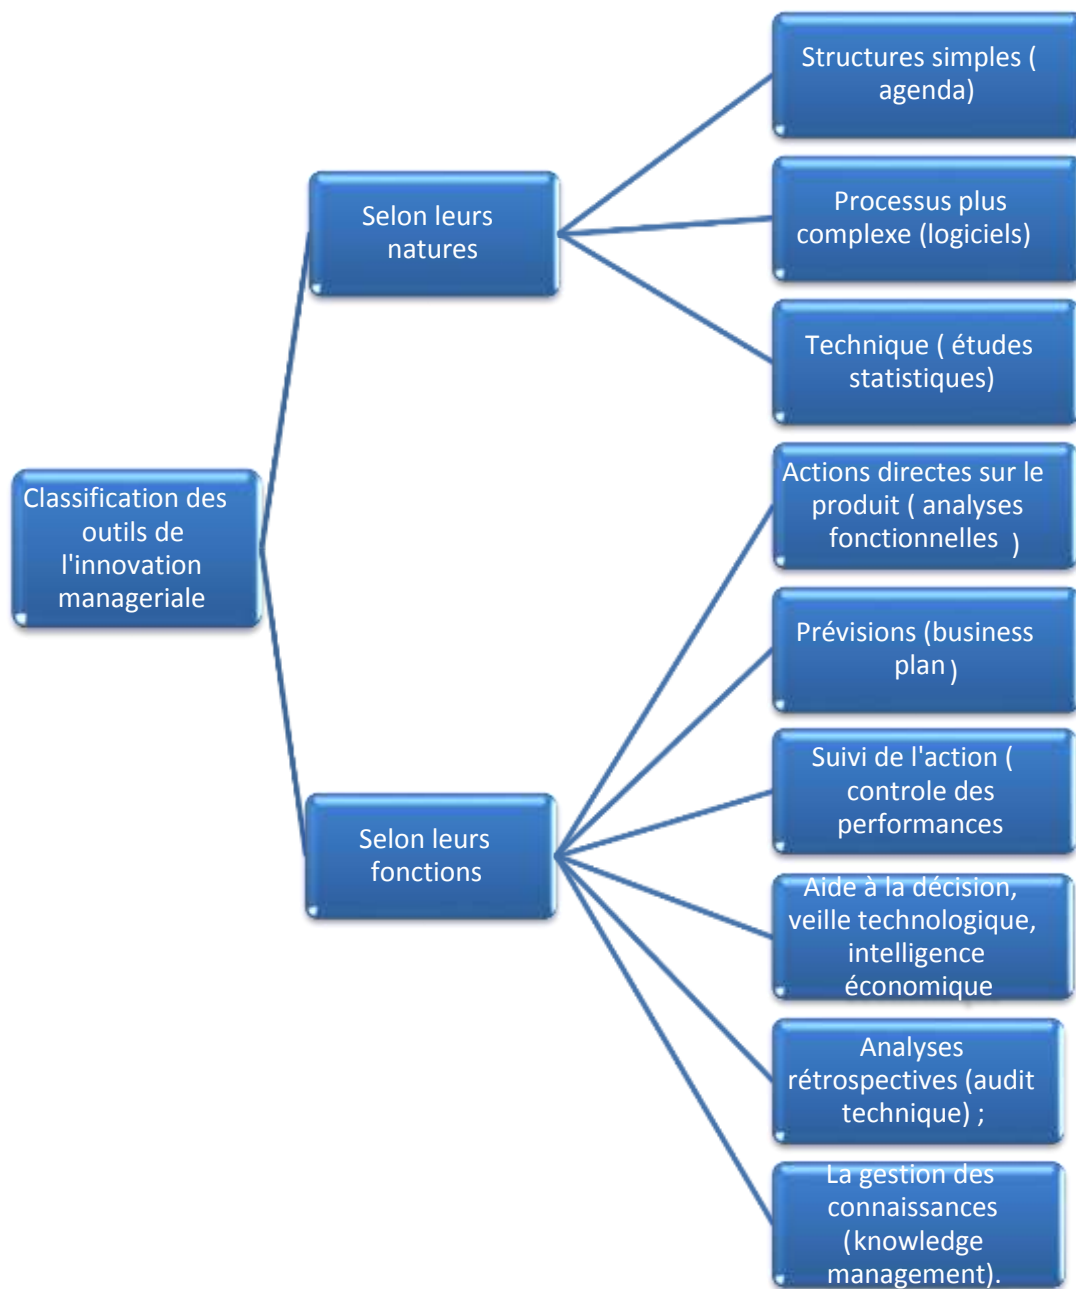 Classification des
outils de
l'innovation
manageriale
Selon leurs
natures
Structures simples (
agenda)
Processus plus
complexe (logiciels)
Technique ( études
statistiques)
Selon leurs
fonctions
Actions directes sur le
produit ( analyses
fonctionnelles )
Prévisions (business
plan )
Suivi de l'action (
controle des
performances
Aide à la décision,
veille technologique,
intelligence
économique
Analyses
rétrospectives (audit
technique) ;
La gestion des
connaissances
(knowledge
management).